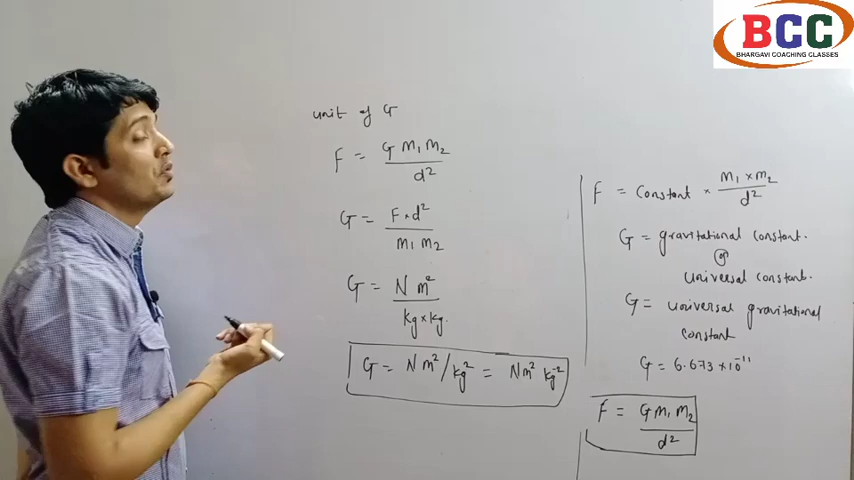 BCC
BHARGAVI COACHING CLASSES
unit of G
F = G m₁ m₂ / d²
G = F × d² / m₁ m₂
G = N m² / kg × kg.
G = N m² / kg² = N m² kg⁻²
F = Constant × m₁ × m₂ / d²
G = gravitational constant.
or
universal constant.
G = universal gravitational
constant
G = 6.673 × 10⁻¹¹
F = G m₁ m₂ / d²